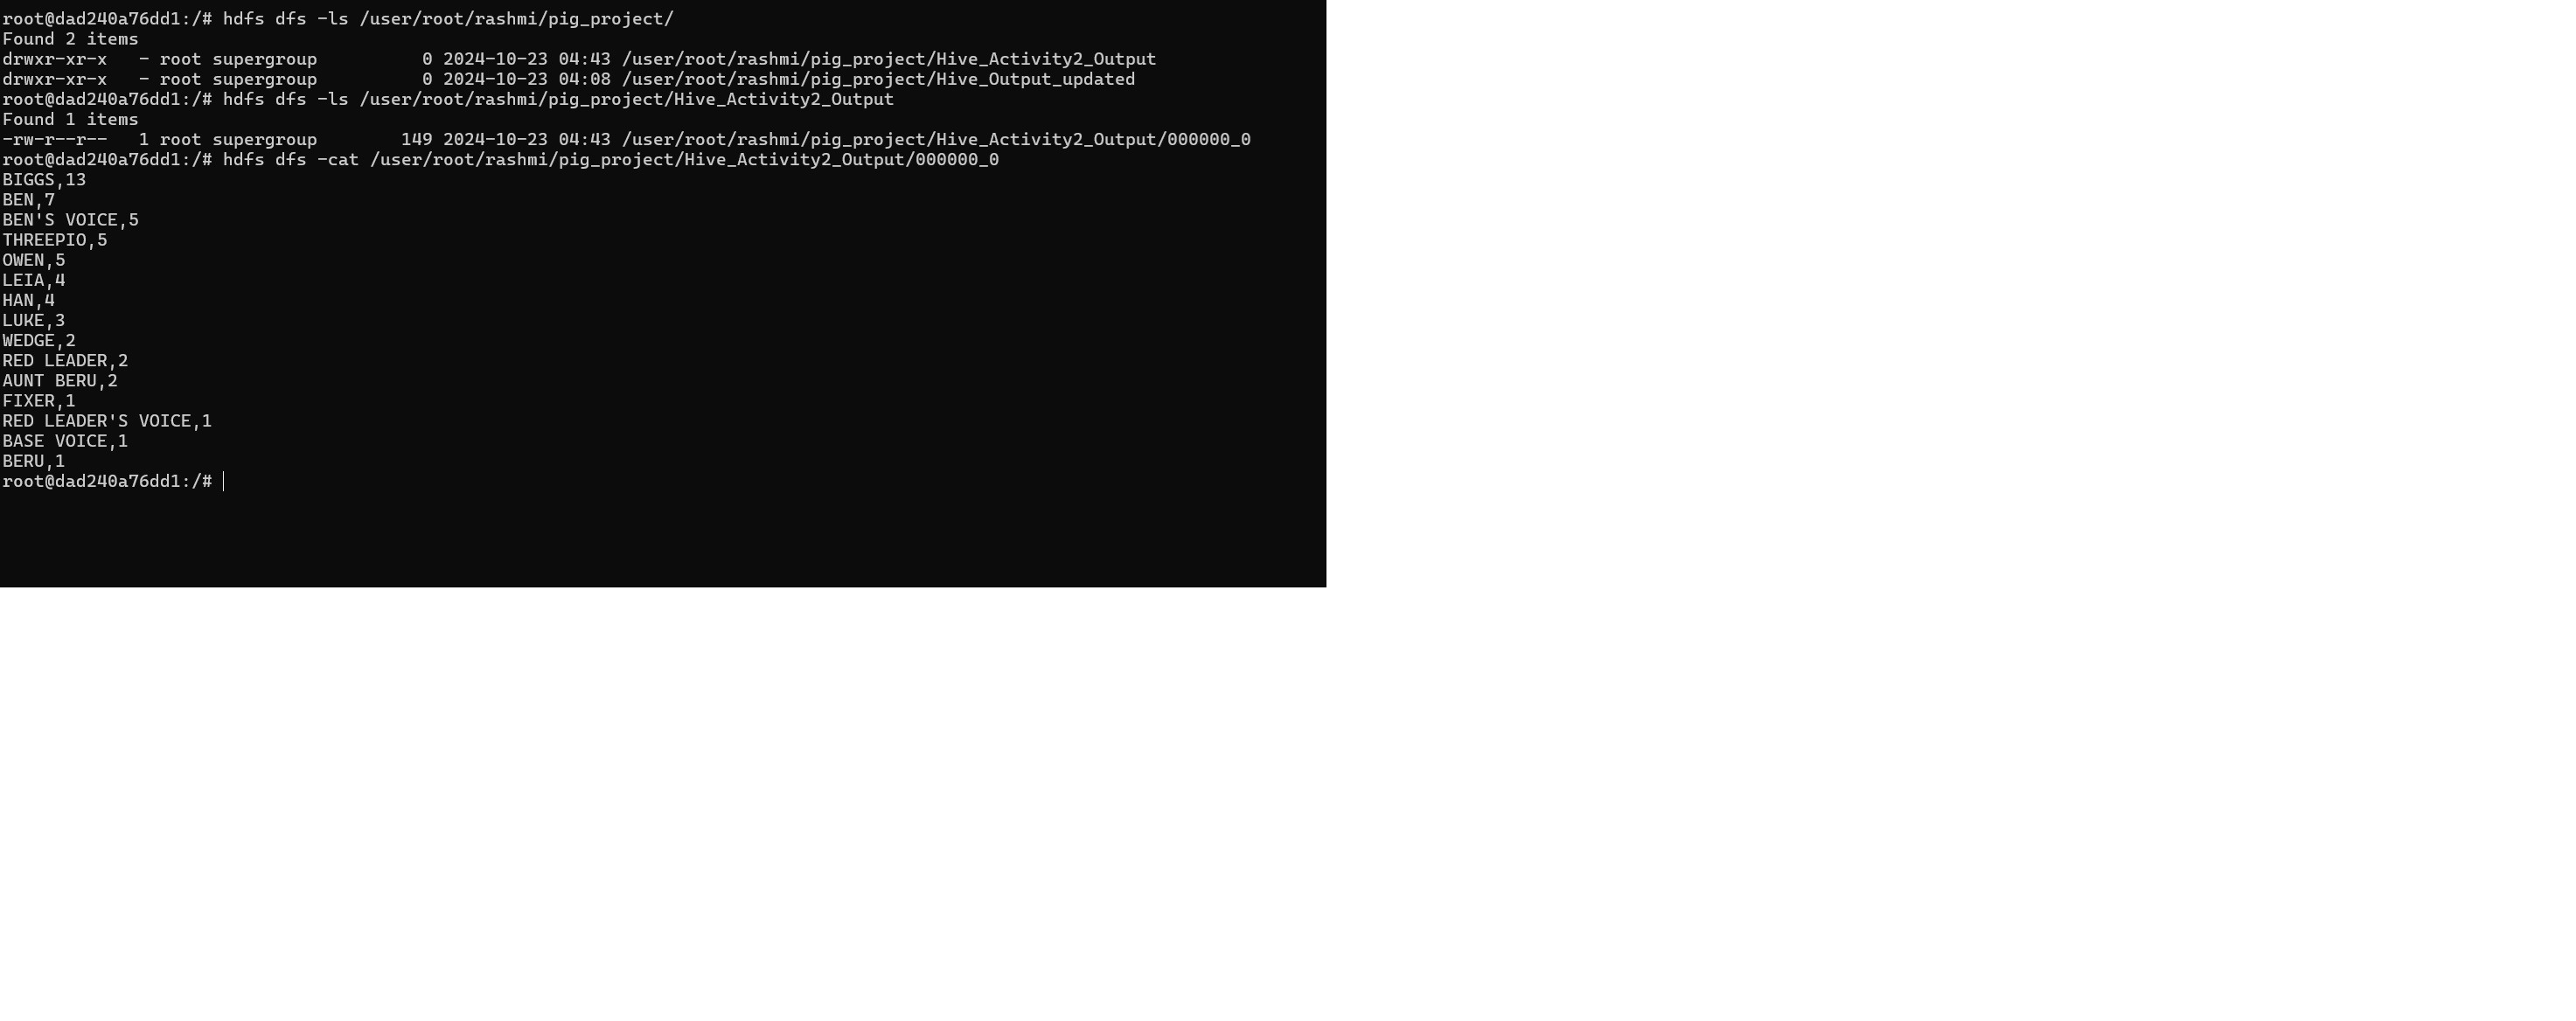 root@dad240a76dd1:/# hdfs dfs -ls /user/root/rashmi/pig_project/
Found 2 items
drwxr-xr-x   - root supergroup          0 2024-10-23 04:43 /user/root/rashmi/pig_project/Hive_Activity2_Output
drwxr-xr-x   - root supergroup          0 2024-10-23 04:08 /user/root/rashmi/pig_project/Hive_Output_updated
root@dad240a76dd1:/# hdfs dfs -ls /user/root/rashmi/pig_project/Hive_Activity2_Output
Found 1 items
-rw-r--r--   1 root supergroup        149 2024-10-23 04:43 /user/root/rashmi/pig_project/Hive_Activity2_Output/000000_0
root@dad240a76dd1:/# hdfs dfs -cat /user/root/rashmi/pig_project/Hive_Activity2_Output/000000_0
BIGGS,13
BEN,7
BEN'S VOICE,5
THREEPIO,5
OWEN,5
LEIA,4
HAN,4
LUKE,3
WEDGE,2
RED LEADER,2
AUNT BERU,2
FIXER,1
RED LEADER'S VOICE,1
BASE VOICE,1
BERU,1
root@dad240a76dd1:/#